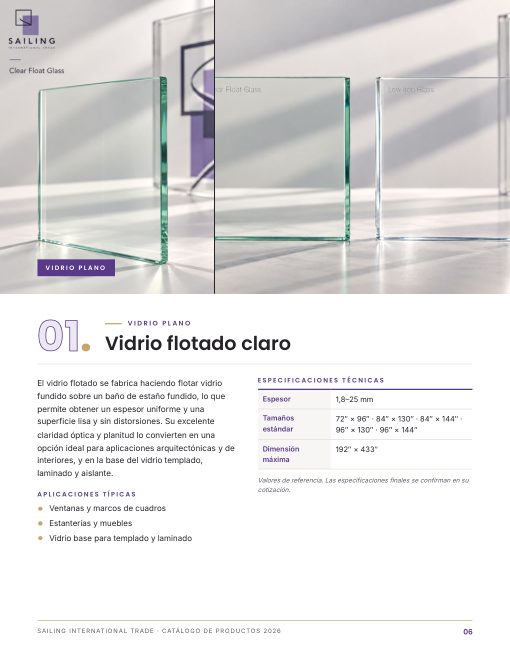 SAILING
INTERNATIONAL TRADE
Clear Float Glass
ar Float Glass
Low-iron Glass
VIDRIO PLANO
01.
VIDRIO PLANO
Vidrio flotado claro
El vidrio flotado se fabrica haciendo flotar vidrio
fundido sobre un baño de estaño fundido, lo que
permite obtener un espesor uniforme y una
superficie lisa y sin distorsiones. Su excelente
claridad óptica y planitud lo convierten en una
opción ideal para aplicaciones arquitectónicas y de
interiores, y en la base del vidrio templado,
laminado y aislante.
APLICACIONES TÍPICAS
Ventanas y marcos de cuadros
Estanterías y muebles
Vidrio base para templado y laminado
ESPECIFICACIONES TÉCNICAS
Espesor 1,8–25 mm
Tamaños estándar 72" × 96" · 84" × 130" · 84" × 144" ·
96" × 130" · 96" × 144"
Dimensión máxima 192" × 433"
Valores de referencia. Las especificaciones finales se confirman en su
cotización.
SAILING INTERNATIONAL TRADE · CATÁLOGO DE PRODUCTOS 2026
06